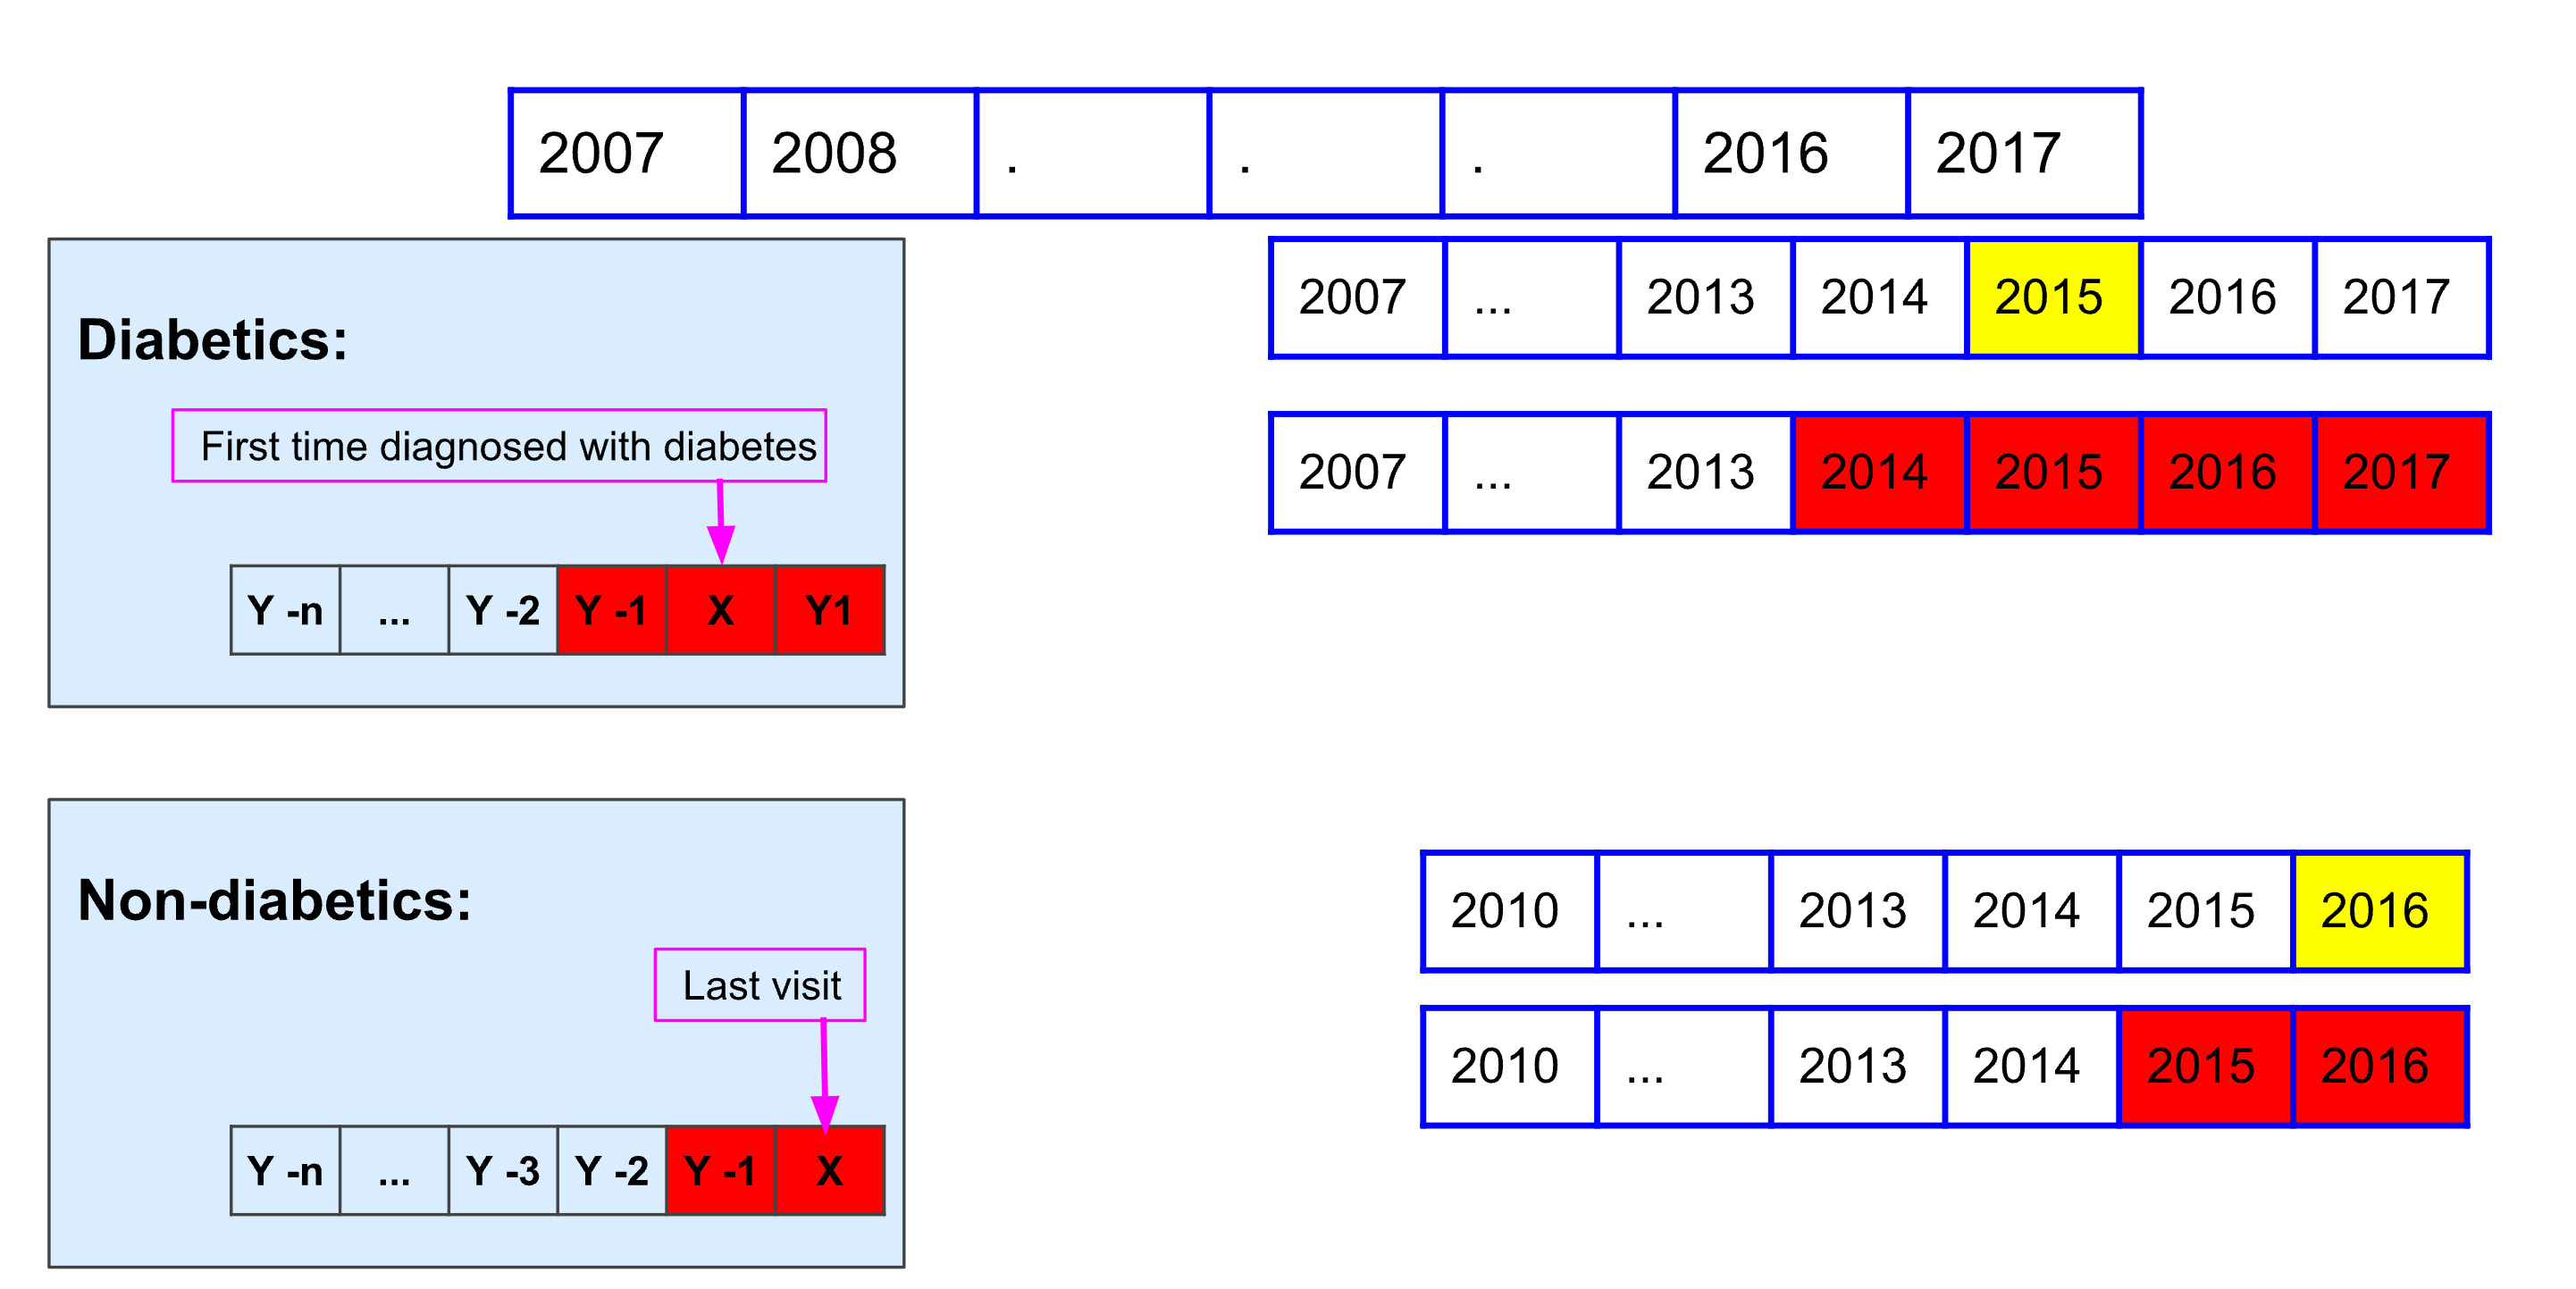 2007 2008 . . . 2016 2017
2007 ... 2013 2014 2015 2016 2017
Diabetics:
First time diagnosed with diabetes
2007 ... 2013 2014 2015 2016 2017
Y -n ... Y -2 Y -1 X Y1
Non-diabetics:
2010 ... 2013 2014 2015 2016
Last visit
2010 ... 2013 2014 2015 2016
Y -n ... Y -3 Y -2 Y -1 X